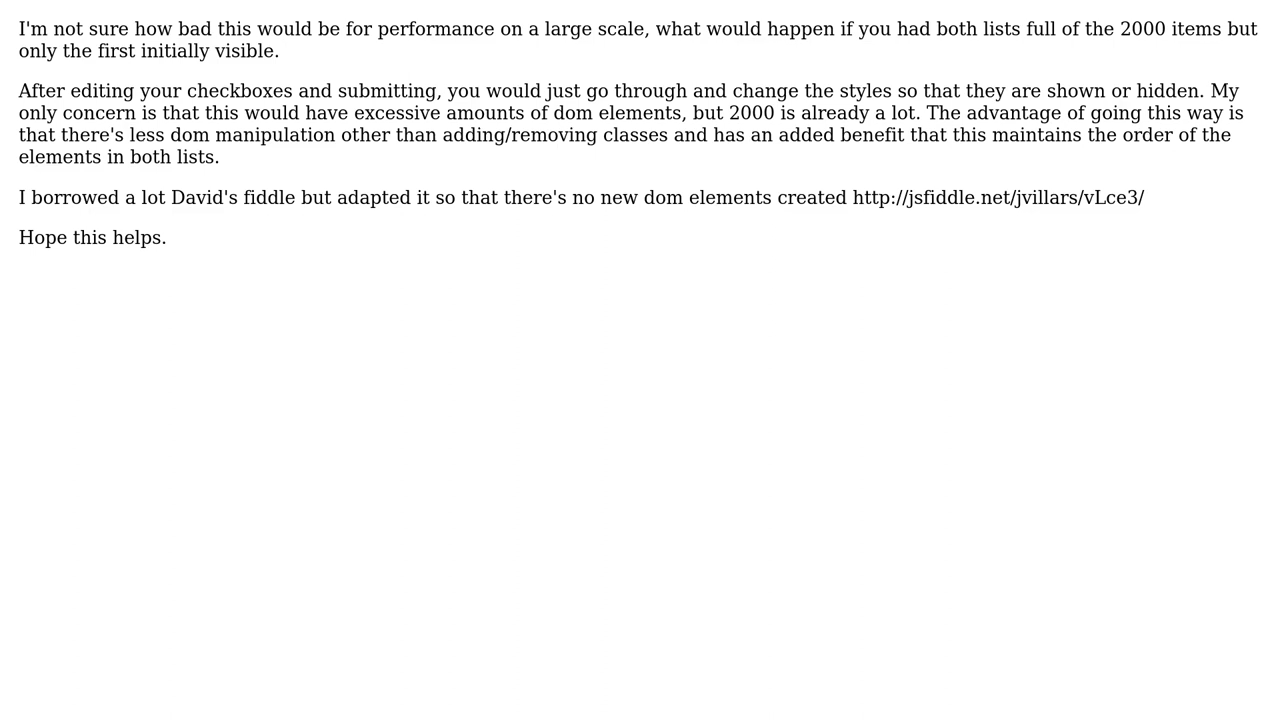 I'm not sure how bad this would be for performance on a large scale, what would happen if you had both lists full of the 2000 items but
only the first initially visible.
After editing your checkboxes and submitting, you would just go through and change the styles so that they are shown or hidden. My
only concern is that this would have excessive amounts of dom elements, but 2000 is already a lot. The advantage of going this way is
that there's less dom manipulation other than adding/removing classes and has an added benefit that this maintains the order of the
elements in both lists.
I borrowed a lot David's fiddle but adapted it so that there's no new dom elements created http://jsfiddle.net/jvillars/vLce3/
Hope this helps.